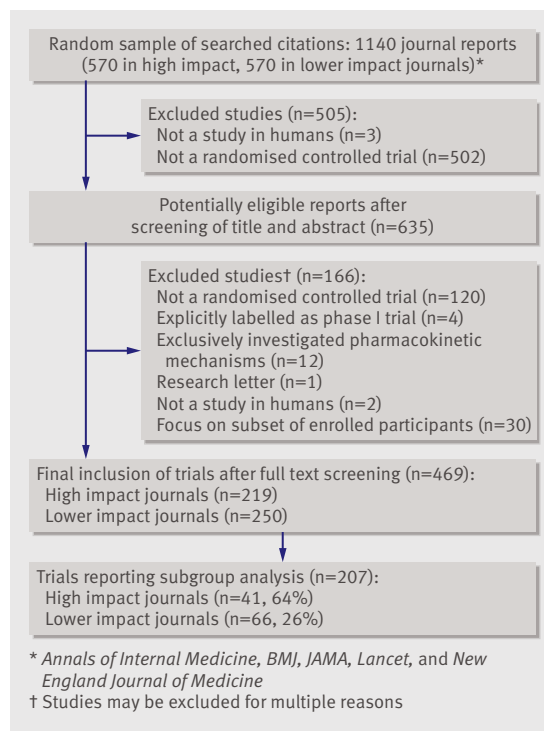 Random sample of searched citations: 1140 journal reports
(570 in high impact, 570 in lower impact journals)*
Excluded studies (n=505):
Not a study in humans (n=3)
Not a randomised controlled trial (n=502)
Potentially eligible reports after
screening of title and abstract (n=635)
Excluded studies† (n=166):
Not a randomised controlled trial (n=120)
Explicitly labelled as phase I trial (n=4)
Exclusively investigated pharmacokinetic
mechanisms (n=12)
Research letter (n=1)
Not a study in humans (n=2)
Focus on subset of enrolled participants (n=30)
Final inclusion of trials after full text screening (n=469):
High impact journals (n=219)
Lower impact journals (n=250)
Trials reporting subgroup analysis (n=207):
High impact journals (n=41, 64%)
Lower impact journals (n=66, 26%)
* Annals of Internal Medicine, BMJ, JAMA, Lancet, and New
England Journal of Medicine
† Studies may be excluded for multiple reasons